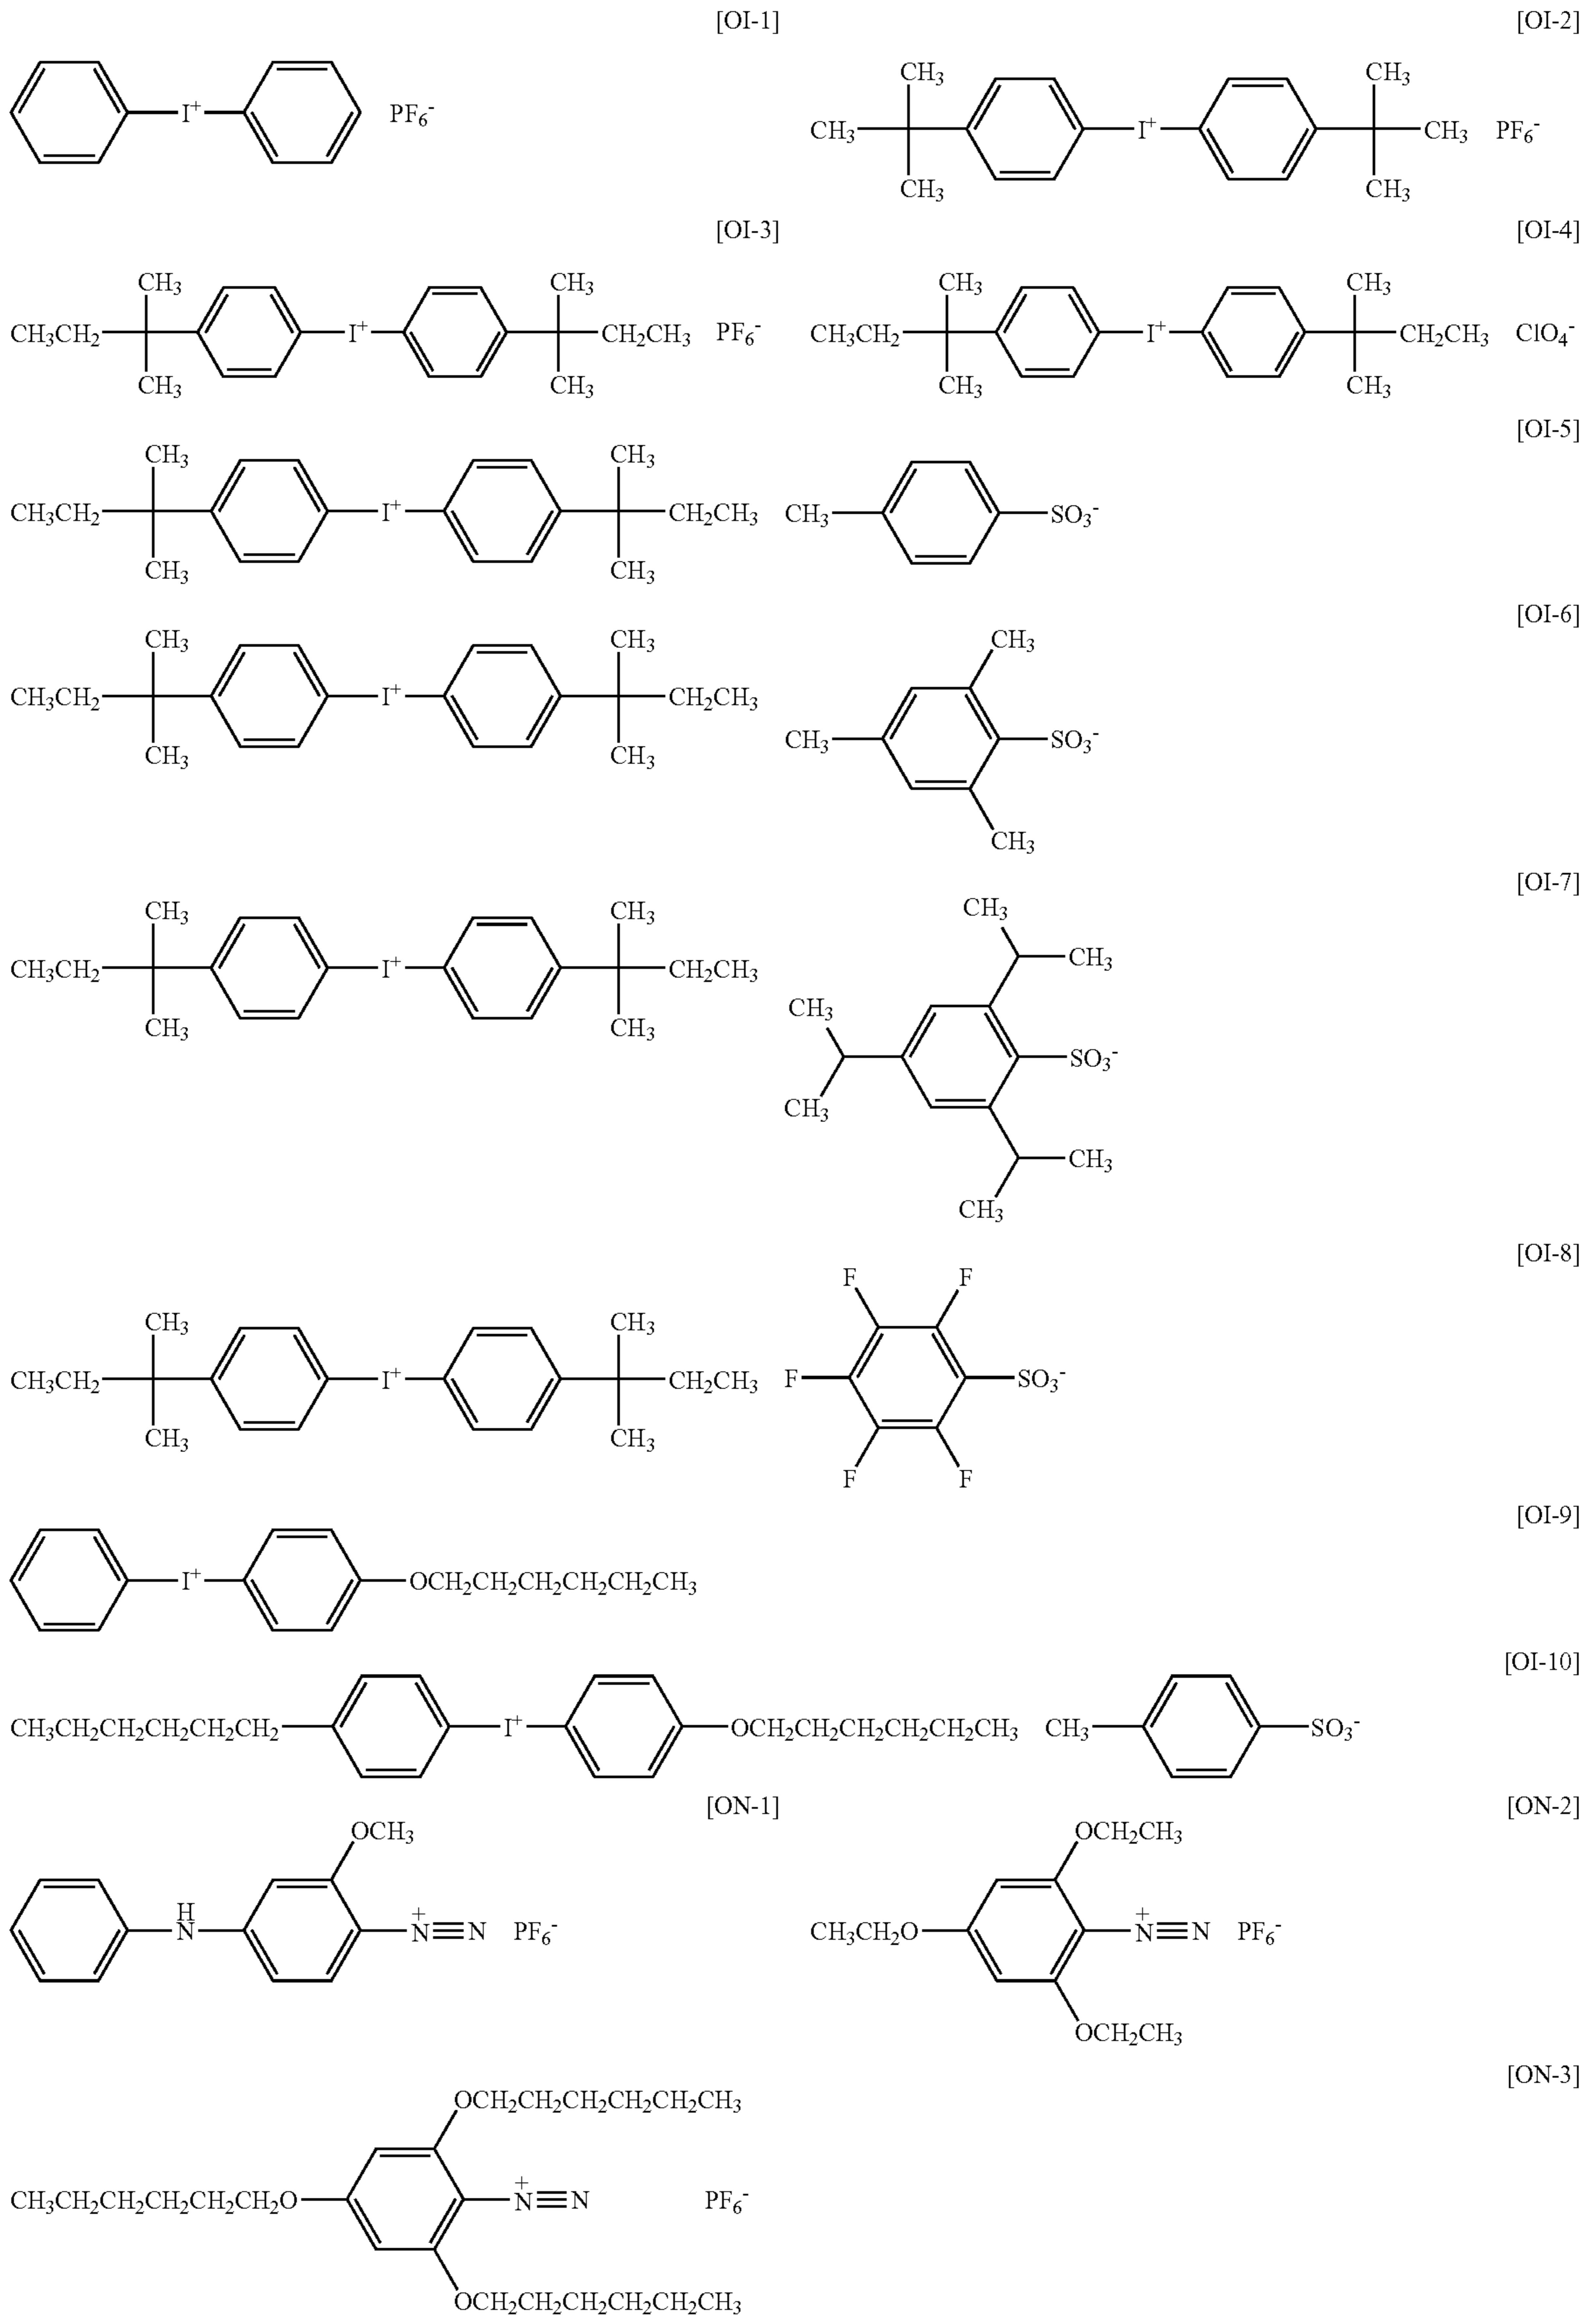 [OI-1] [OI-2]
I⁺ PF₆⁻
CH₃ CH₃
CH₃ I⁺ CH₃ PF₆⁻
CH₃ CH₃
[OI-3] [OI-4]
CH₃ CH₃ CH₃ CH₃
CH₃CH₂ I⁺ CH₂CH₃ PF₆⁻ CH₃CH₂ I⁺ CH₂CH₃ ClO₄⁻
CH₃ CH₃ CH₃ CH₃
[OI-5]
CH₃ CH₃
CH₃CH₂ I⁺ CH₂CH₃ CH₃ SO₃⁻
CH₃ CH₃
[OI-6]
CH₃ CH₃ CH₃
CH₃CH₂ I⁺ CH₂CH₃
CH₃ SO₃⁻
CH₃ CH₃
CH₃
[OI-7]
CH₃ CH₃ CH₃
CH₃
CH₃CH₂ I⁺ CH₂CH₃
CH₃
CH₃ CH₃
SO₃⁻
CH₃
CH₃
CH₃
[OI-8]
F F
CH₃ CH₃
CH₃CH₂ I⁺ CH₂CH₃ F SO₃⁻
CH₃ CH₃
F F
[OI-9]
I⁺ OCH₂CH₂CH₂CH₂CH₂CH₃
[OI-10]
CH₃CH₂CH₂CH₂CH₂CH₂ I⁺ OCH₂CH₂CH₂CH₂CH₂CH₃ CH₃ SO₃⁻
[ON-1] [ON-2]
OCH₃ OCH₂CH₃
H + +
N N≡N PF₆⁻ CH₃CH₂O N≡N PF₆⁻
OCH₂CH₃
[ON-3]
OCH₂CH₂CH₂CH₂CH₂CH₃
+
CH₃CH₂CH₂CH₂CH₂CH₂O N≡N PF₆⁻
OCH₂CH₂CH₂CH₂CH₂CH₃